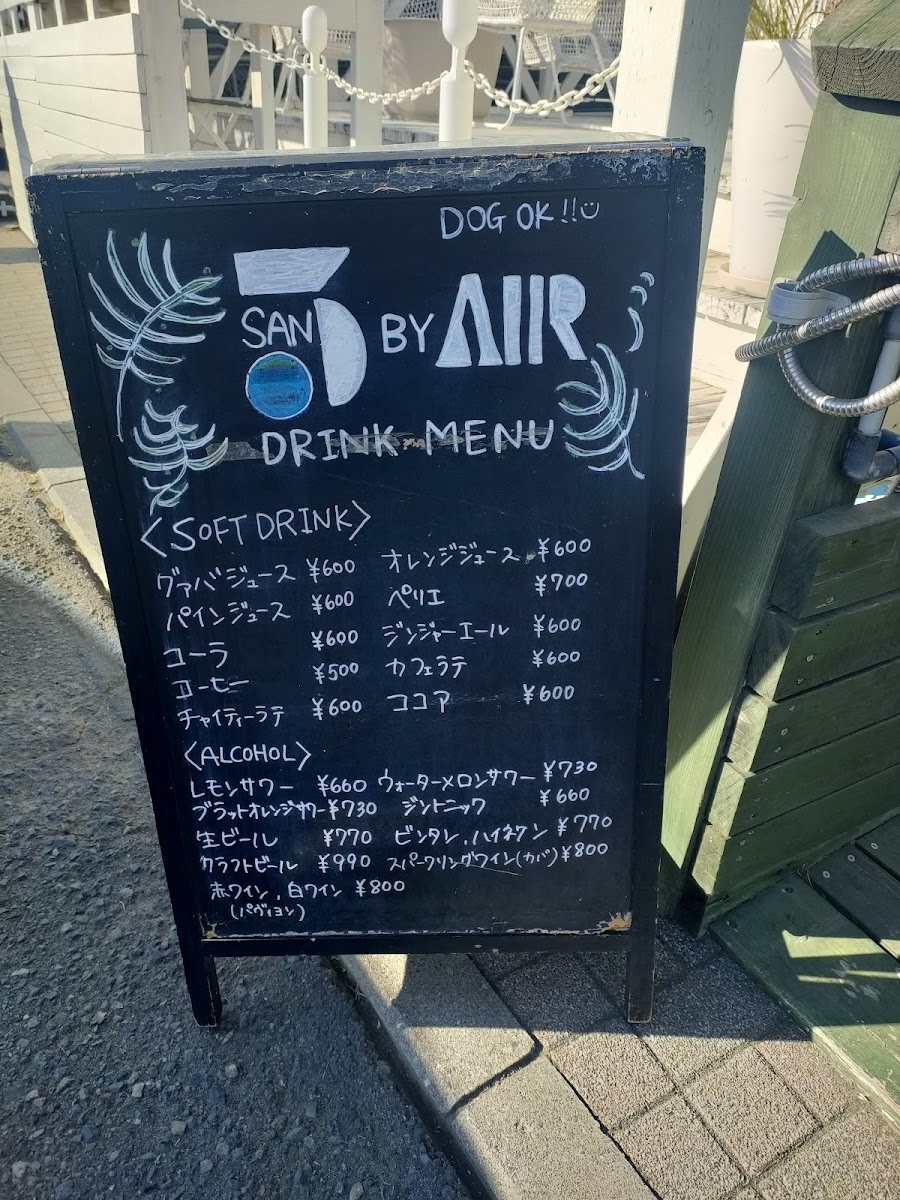 DOG OK!!
SAN D BY AIIR
DRINK MENU
<SOFT DRINK>
グァバジュース ¥600 オレンジジュース ¥600
パインジュース ¥600 ペリエ ¥700
コーラ ¥600 ジンジャーエール ¥600
コーヒー ¥500 カフェラテ ¥600
チャイティーラテ ¥600 ココア ¥600
<ALCOHOL>
レモンサワー ¥660 ウォーターメロンサワー ¥730
ブラットオレンジサワー ¥730 ジントニック ¥660
生ビール ¥770 ビンタン,ハイネケン ¥770
クラフトビール ¥990 スパークリングワイン(カバ) ¥800
赤ワイン,白ワイン ¥800
(パヴィヨン)